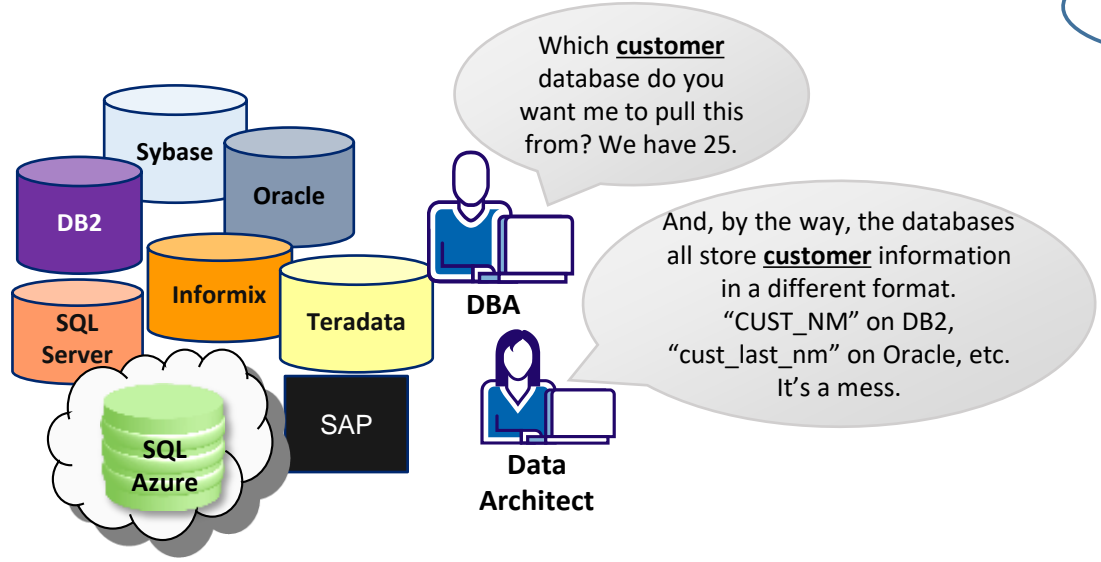 Which customer
database do you
want me to pull this
from? We have 25.
Sybase
Oracle
DB2
And, by the way, the databases
all store customer information
in a different format.
“CUST_NM” on DB2,
“cust_last_nm” on Oracle, etc.
It’s a mess.
Informix
Teradata
DBA
SQL
Server
SAP
SQL
Azure
Data
Architect